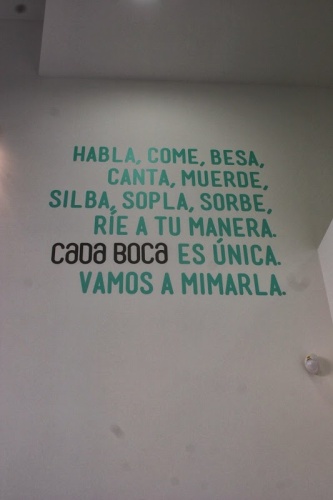 HABLA, COME, BESA,
CANTA, MUERDE,
SILBA, SOPLA, SORBE,
RÍE A TU MANERA.
CADA BOCA ES ÚNICA.
VAMOS A MIMARLA.